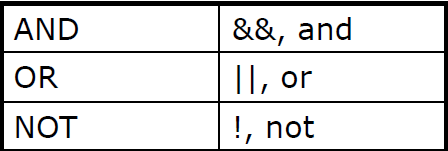 AND &&, and
OR ||, or
NOT !, not